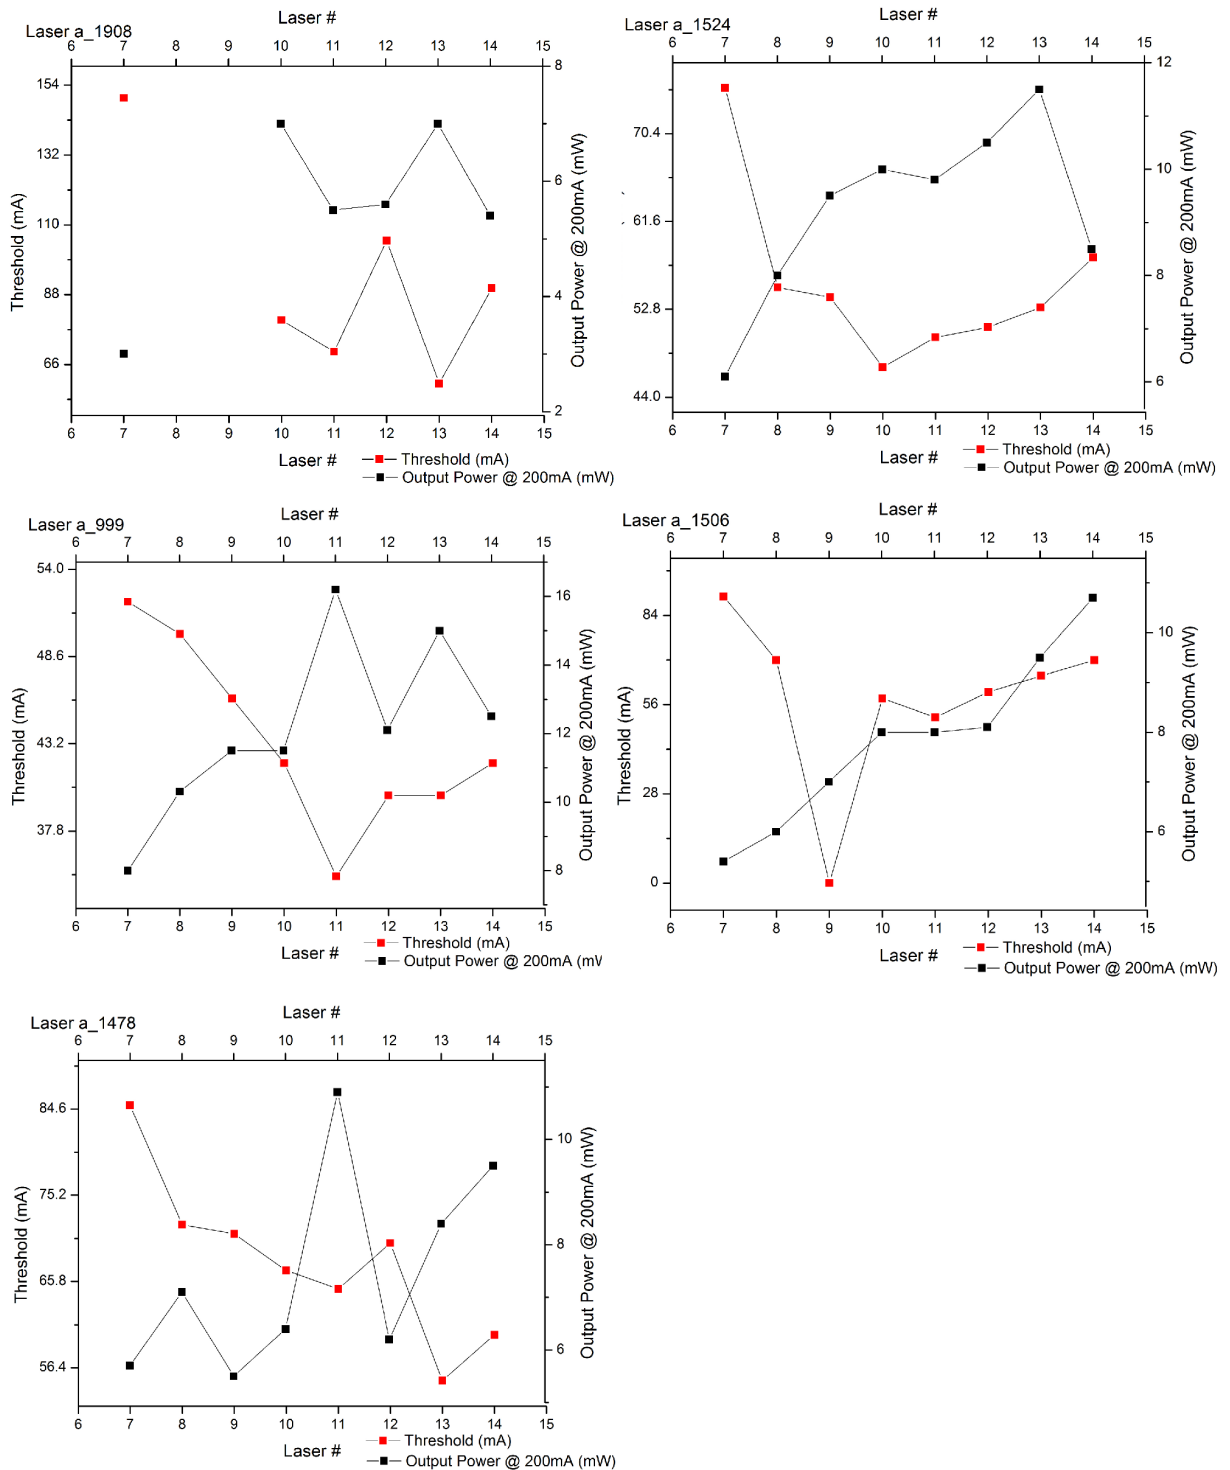 Laser #
Laser a_1908
6 7 8 9 10 11 12 13 14 15
154
132
110
88
66
Threshold (mA)
8
6
4
2
Output Power @ 200mA (mW)
6 7 8 9 10 11 12 13 14 15
Laser #
Threshold (mA)
Output Power @ 200mA (mW)
Laser #
Laser a_1524
6 7 8 9 10 11 12 13 14 15
70.4
61.6
52.8
44.0
Threshold (mA)
12
10
8
6
Output Power @ 200mA (mW)
6 7 8 9 10 11 12 13 14 15
Laser #
Threshold (mA)
Output Power @ 200mA (mW)
Laser #
Laser a_999
6 7 8 9 10 11 12 13 14 15
54.0
48.6
43.2
37.8
Threshold (mA)
16
14
12
10
8
Output Power @ 200mA (mW)
6 7 8 9 10 11 12 13 14 15
Laser #
Threshold (mA)
Output Power @ 200mA (mV
Laser #
Laser a_1506
6 7 8 9 10 11 12 13 14 15
84
56
28
0
Threshold (mA)
10
8
6
Output Power @ 200mA (mW)
6 7 8 9 10 11 12 13 14 15
Laser #
Threshold (mA)
Output Power @ 200mA (mW)
Laser #
Laser a_1478
6 7 8 9 10 11 12 13 14 15
84.6
75.2
65.8
56.4
Threshold (mA)
10
8
6
Output Power @ 200mA (mW)
6 7 8 9 10 11 12 13 14 15
Laser #
Threshold (mA)
Output Power @ 200mA (mW)